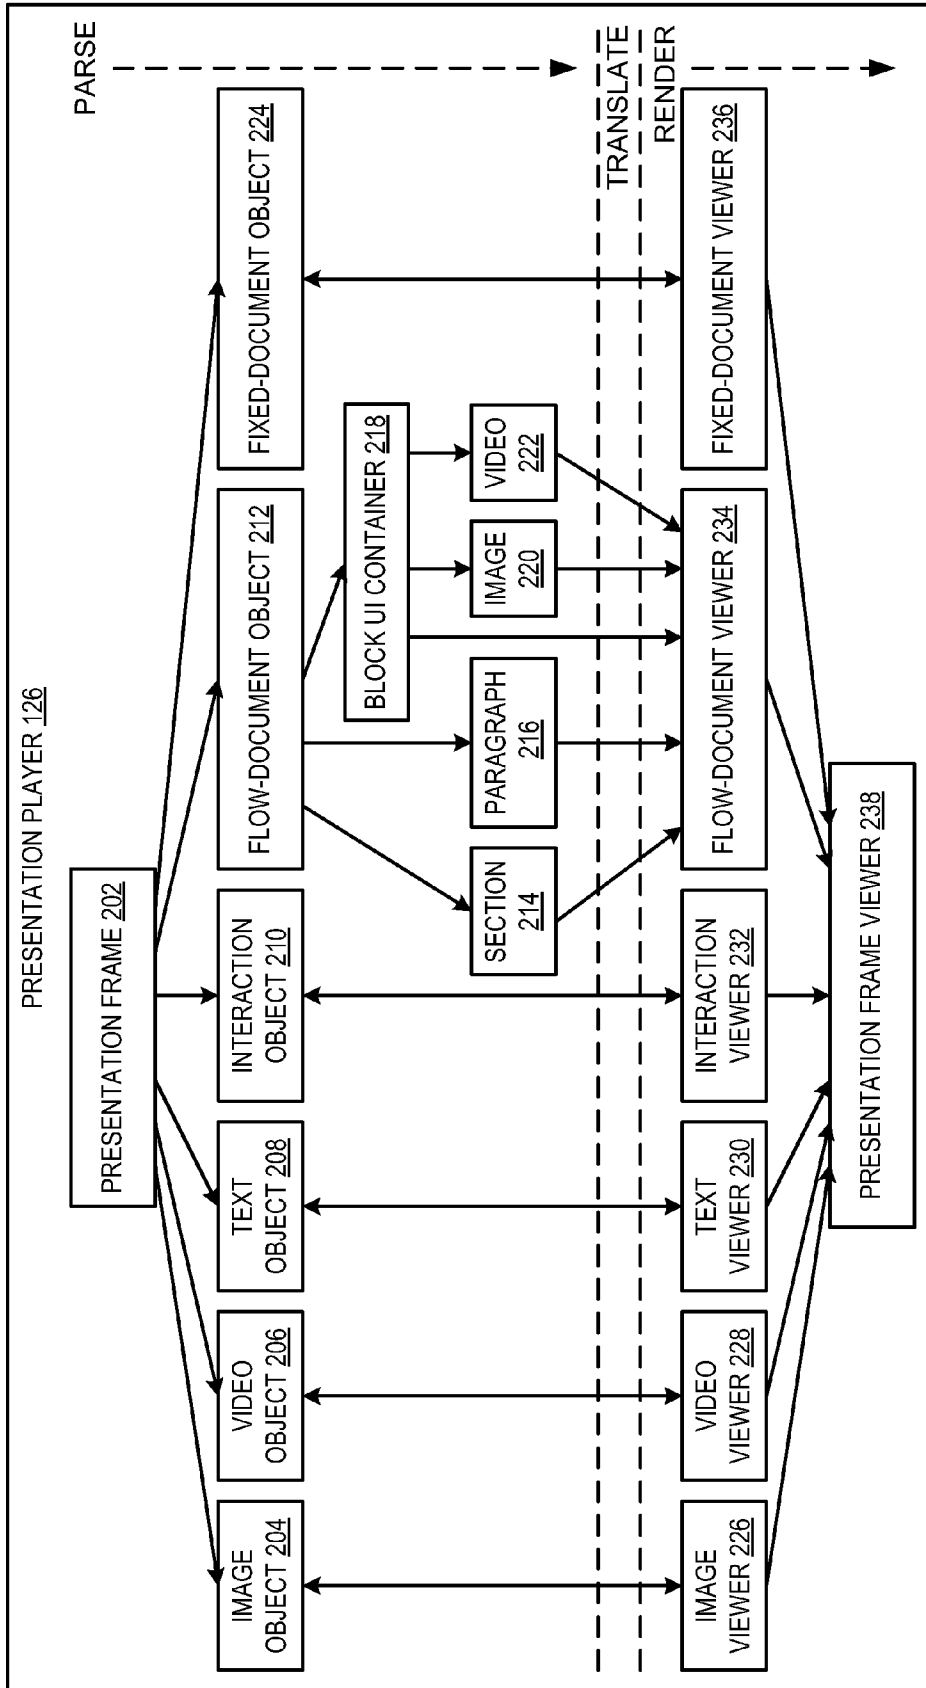 PRESENTATION PLAYER 126
PARSE
PRESENTATION FRAME 202
IMAGE
OBJECT 204
VIDEO
OBJECT 206
TEXT
OBJECT 208
INTERACTION
OBJECT 210
FLOW-DOCUMENT OBJECT 212
FIXED-DOCUMENT OBJECT 224
BLOCK UI CONTAINER 218
SECTION
214
PARAGRAPH
216
IMAGE
220
VIDEO
222
TRANSLATE
RENDER
IMAGE
VIEWER 226
VIDEO
VIEWER 228
TEXT
VIEWER 230
INTERACTION
VIEWER 232
FLOW-DOCUMENT VIEWER 234
FIXED-DOCUMENT VIEWER 236
PRESENTATION FRAME VIEWER 238